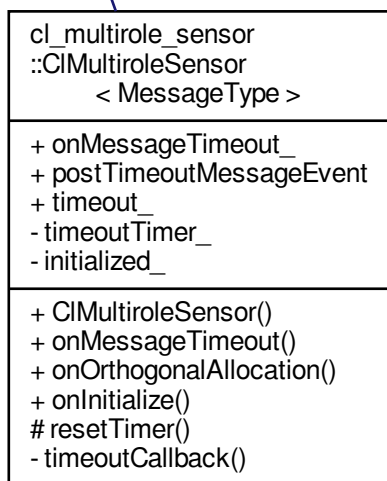 cl_multirole_sensor
::ClMultiroleSensor
< MessageType >
+ onMessageTimeout_
+ postTimeoutMessageEvent
+ timeout_
- timeoutTimer_
- initialized_
+ ClMultiroleSensor()
+ onMessageTimeout()
+ onOrthogonalAllocation()
+ onInitialize()
# resetTimer()
- timeoutCallback()